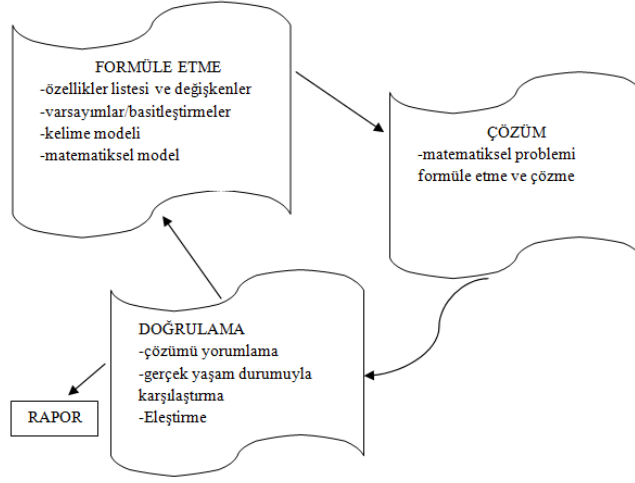 FORMÜLE ETME
-özellikler listesi ve değişkenler
-varsayımlar/basitleştirmeler
-kelime modeli
-matematiksel model
ÇÖZÜM
-matematiksel problemi
formüle etme ve çözme
DOĞRULAMA
-çözümü yorumlama
-gerçek yaşam durumuyla
karşılaştırma
-Eleştirme
RAPOR